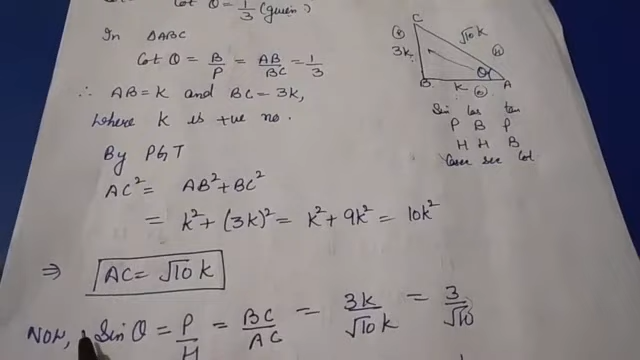 Cot θ = 1/3 (given)
In ΔABC
Cot θ = B/P = AB/BC = 1/3
∴ AB = K and BC = 3K,
where K is +ve no.
By PGT
AC² = AB² + BC²
= K² + (3K)² = K² + 9K² = 10K²
⇒ AC = √10 K
NOW, Sin θ = P/H = BC/AC = 3K/√10K = 3/√10
C
(P) √10 K (H)
3K
θ
B K (B) A
Sin Cos tan
P B P
H H B
Cosec sec Cot